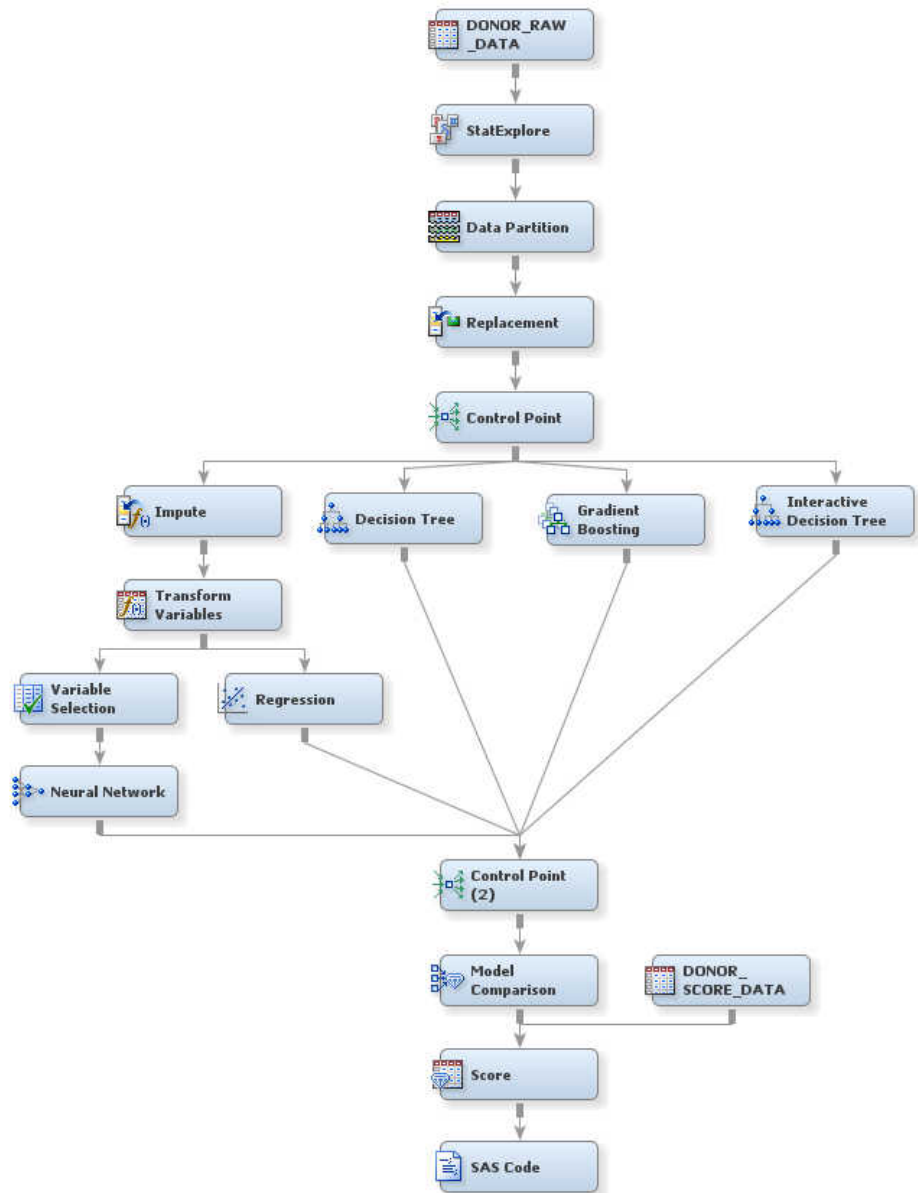 DONOR_RAW
_DATA
StatExplore
Data Partition
Replacement
Control Point
Impute
Decision Tree
Gradient
Boosting
Interactive
Decision Tree
Transform
Variables
Variable
Selection
Regression
Neural Network
Control Point
(2)
Model
Comparison
DONOR_
SCORE_DATA
Score
SAS Code